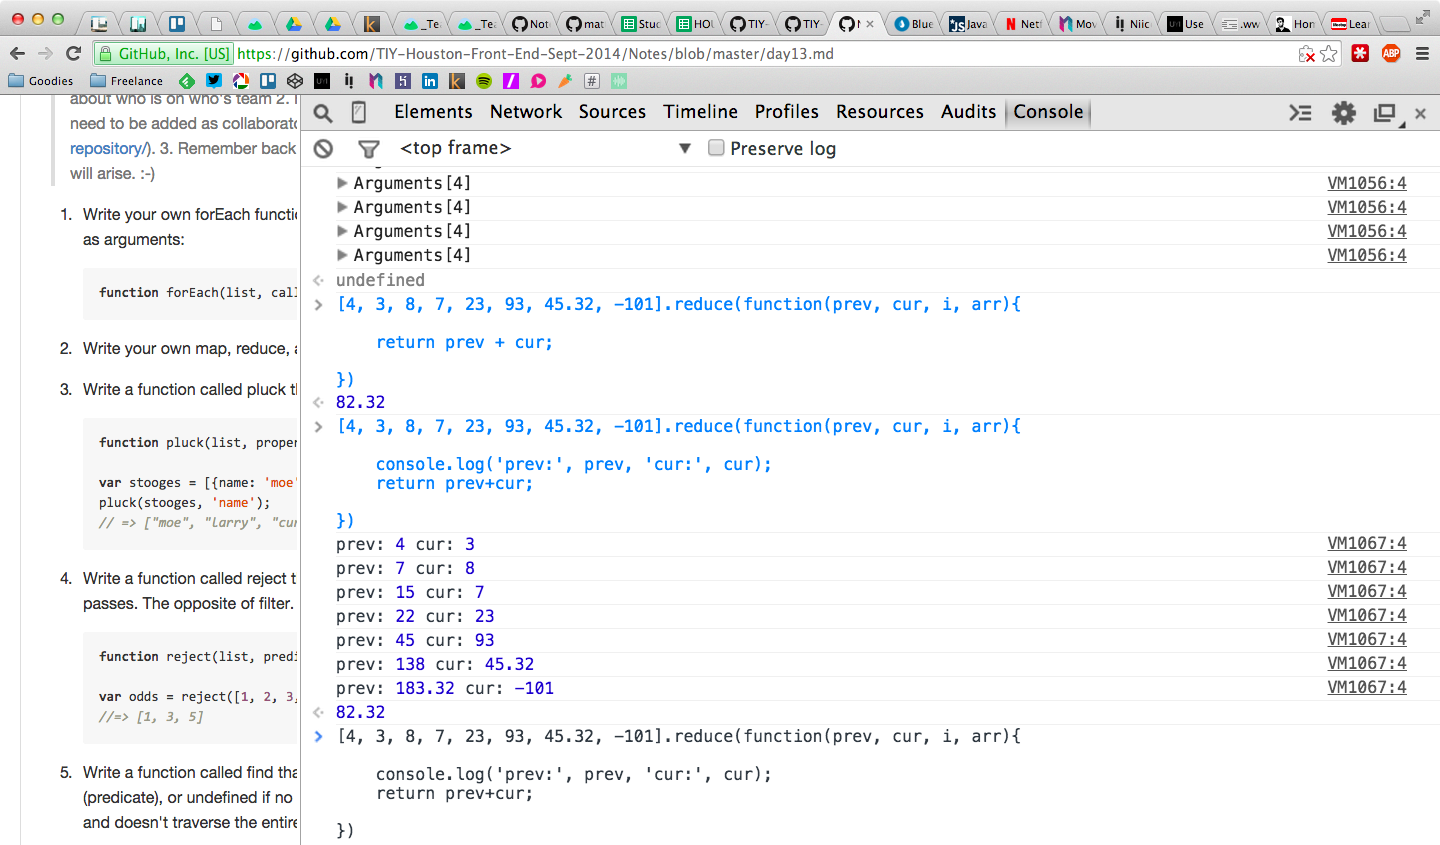 _Tea
_Tea
Note
mat
Stud
HOU
TIY-
TIY-
Blue
Java
Netf
Mov
Niic
Use
.ww
Hon
Lear
GitHub, Inc. [US] https://github.com/TIY-Houston-Front-End-Sept-2014/Notes/blob/master/day13.md
ABP
Goodies Freelance
about who is on who's team 2. I
need to be added as collaborato
repository/). 3. Remember back
will arise. :-)
1. Write your own forEach functio
as arguments:
function forEach(list, call
2. Write your own map, reduce, a
3. Write a function called pluck th
function pluck(list, proper
var stooges = [{name: 'moe'
pluck(stooges, 'name');
// => ["moe", "larry", "cur
4. Write a function called reject t
passes. The opposite of filter.
function reject(list, predi
var odds = reject([1, 2, 3,
//=> [1, 3, 5]
5. Write a function called find tha
(predicate), or undefined if no
and doesn't traverse the entire
Elements Network Sources Timeline Profiles Resources Audits Console
<top frame> Preserve log
Arguments[4] VM1056:4
Arguments[4] VM1056:4
Arguments[4] VM1056:4
Arguments[4] VM1056:4
undefined
[4, 3, 8, 7, 23, 93, 45.32, -101].reduce(function(prev, cur, i, arr){
return prev + cur;
})
82.32
[4, 3, 8, 7, 23, 93, 45.32, -101].reduce(function(prev, cur, i, arr){
console.log('prev:', prev, 'cur:', cur);
return prev+cur;
})
prev: 4 cur: 3 VM1067:4
prev: 7 cur: 8 VM1067:4
prev: 15 cur: 7 VM1067:4
prev: 22 cur: 23 VM1067:4
prev: 45 cur: 93 VM1067:4
prev: 138 cur: 45.32 VM1067:4
prev: 183.32 cur: -101 VM1067:4
82.32
[4, 3, 8, 7, 23, 93, 45.32, -101].reduce(function(prev, cur, i, arr){
console.log('prev:', prev, 'cur:', cur);
return prev+cur;
})